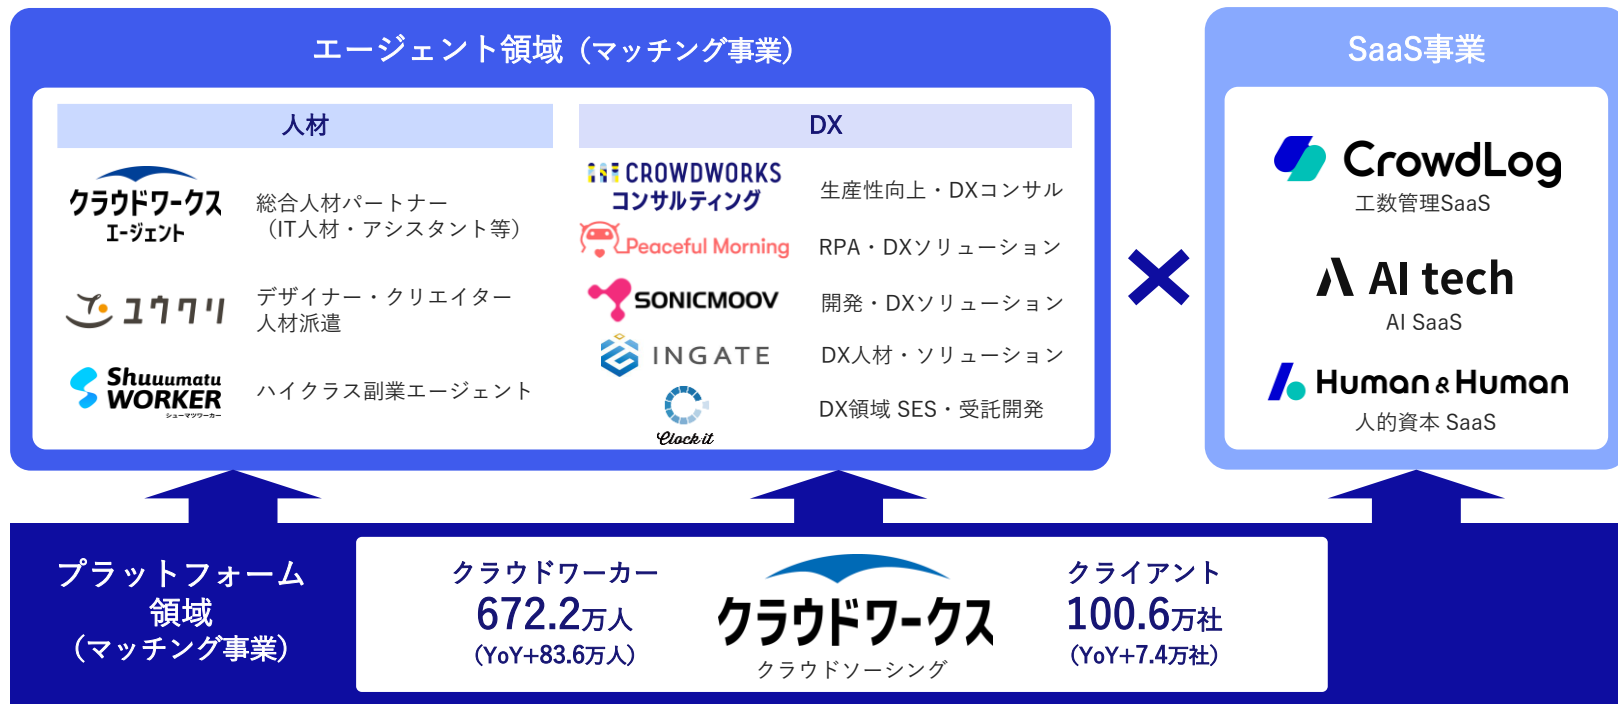 エージェント領域（マッチング事業）
人材
クラウドワークス
エージェント
総合人材パートナー
（IT人材・アシスタント等）
ユウクリ
デザイナー・クリエイター
人材派遣
Shuuumatu
WORKER
シューマツワーカー
ハイクラス副業エージェント
DX
CROWDWORKS
コンサルティング
生産性向上・DXコンサル
Peaceful Morning
RPA・DXソリューション
SONICMOOV
開発・DXソリューション
INGATE
DX人材・ソリューション
Clock it
DX領域 SES・受託開発
×
SaaS事業
CrowdLog
工数管理SaaS
AI tech
AI SaaS
Human & Human
人的資本 SaaS
プラットフォーム
領域
（マッチング事業）
クラウドワーカー
672.2万人
（YoY+83.6万人）
クラウドワークス
クラウドソーシング
クライアント
100.6万社
（YoY+7.4万社）